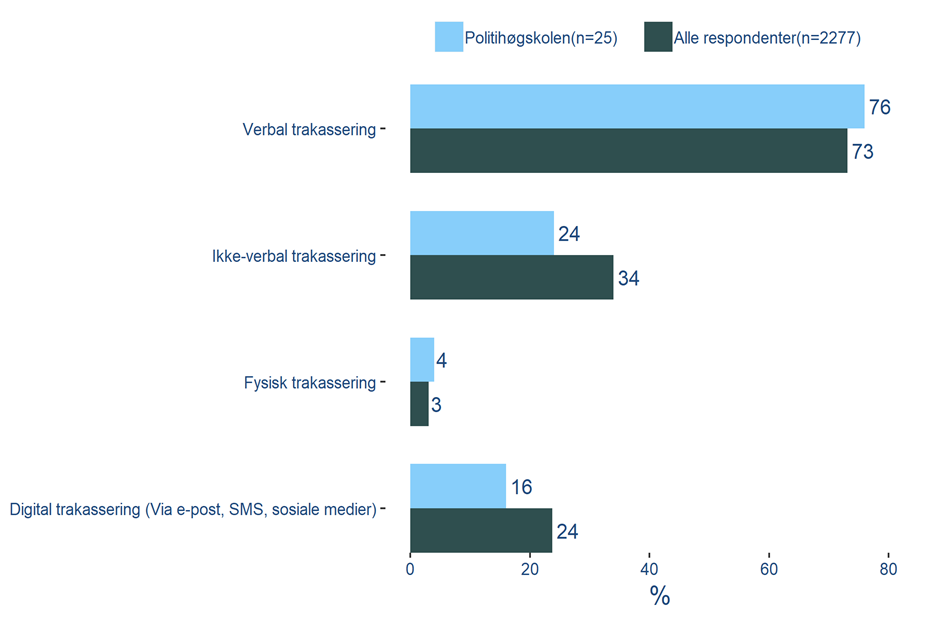 Politihøgskolen(n=25) Alle respondenter(n=2277)
Verbal trakassering
76
73
Ikke-verbal trakassering
24
34
Fysisk trakassering
4
3
Digital trakassering (Via e-post, SMS, sosiale medier)
16
24
0 20 40 60 80
%